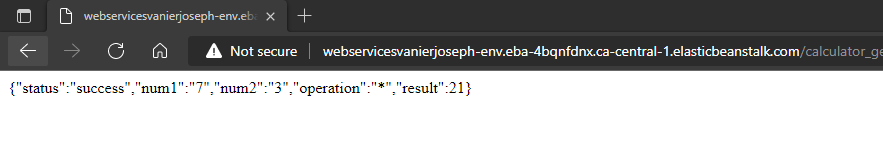 webservicesvanierjoseph-env.eba
Not secure
webservicesvanierjoseph-env.eba-4bqnfdnx.ca-central-1.elasticbeanstalk.com/calculator_ge
{"status":"success","num1":"7","num2":"3","operation":"*","result":21}